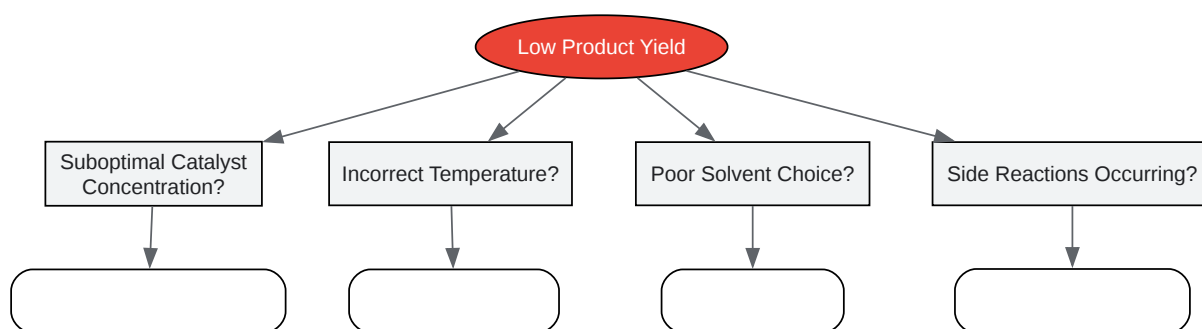 Low Product Yield
Suboptimal Catalyst
Concentration?
Incorrect Temperature?
Poor Solvent Choice?
Side Reactions Occurring?